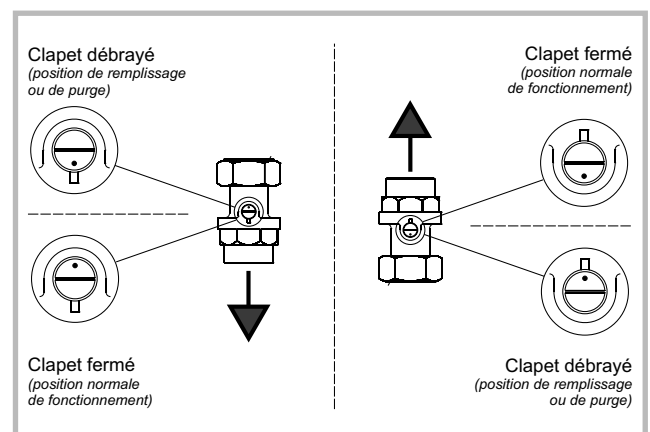 Clapet débrayé
(position de remplissage
ou de purge)
Clapet fermé
(position normale
de fonctionnement)
Clapet fermé
(position normale
de fonctionnement)
Clapet débrayé
(position de remplissage
ou de purge)